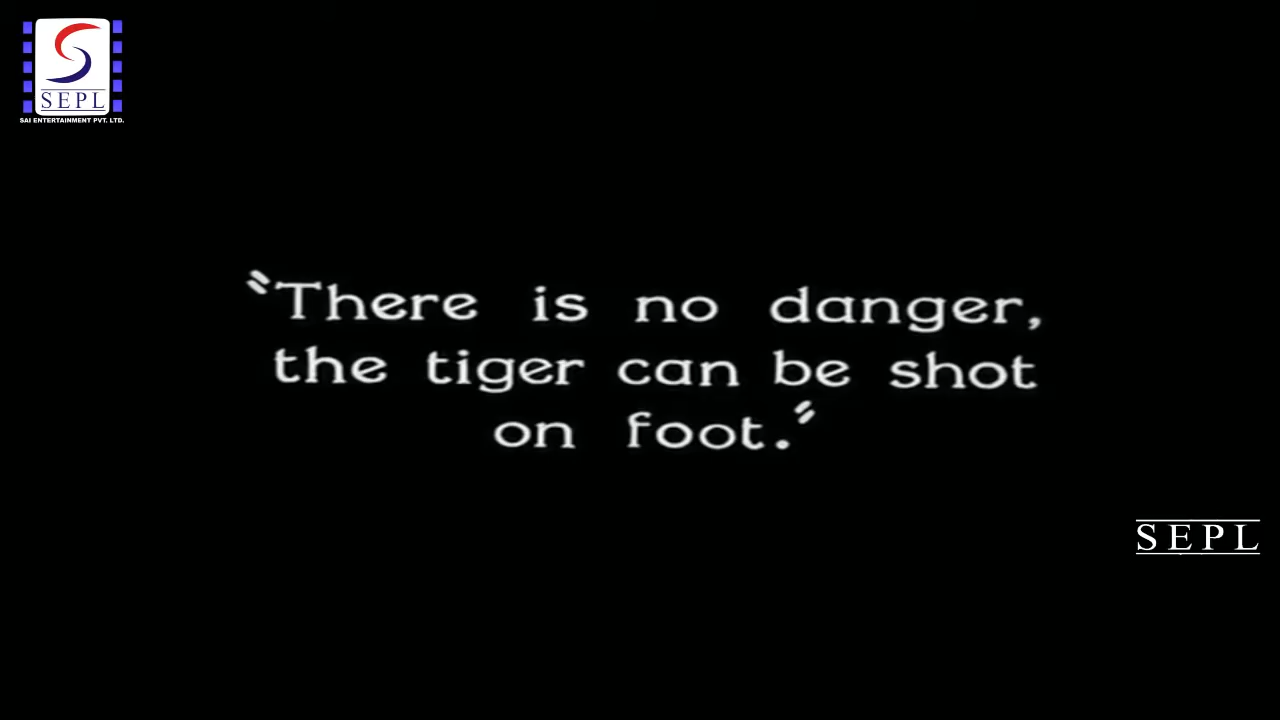 SEPL
SAI ENTERTAINMENT PVT. LTD.
"There is no danger,
the tiger can be shot
on foot."
SEPL